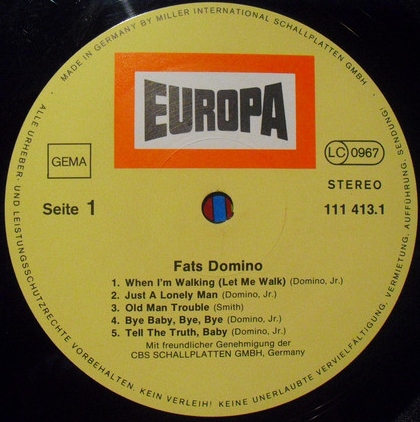 MADE IN GERMANY BY MILLER INTERNATIONAL SCHALLPLATTEN GMBH
EUROPA
GEMA
LC 0967
STEREO
Seite 1
111 413.1
Fats Domino
1. When I'm Walking (Let Me Walk) (Domino, Jr.)
2. Just A Lonely Man (Domino, Jr.)
3. Old Man Trouble (Smith)
4. Bye Baby, Bye, Bye (Domino, Jr.)
5. Tell The Truth, Baby (Domino, Jr.)
Mit freundlicher Genehmigung der
CBS SCHALLPLATTEN GMBH, Germany
ALLE URHEBER- UND LEISTUNGSSCHUTZRECHTE VORBEHALTEN. KEIN VERLEIH! KEINE UNERLAUBTE VERVIELFÄLTIGUNG, VERMIETUNG, AUFFÜHRUNG, SENDUNG!